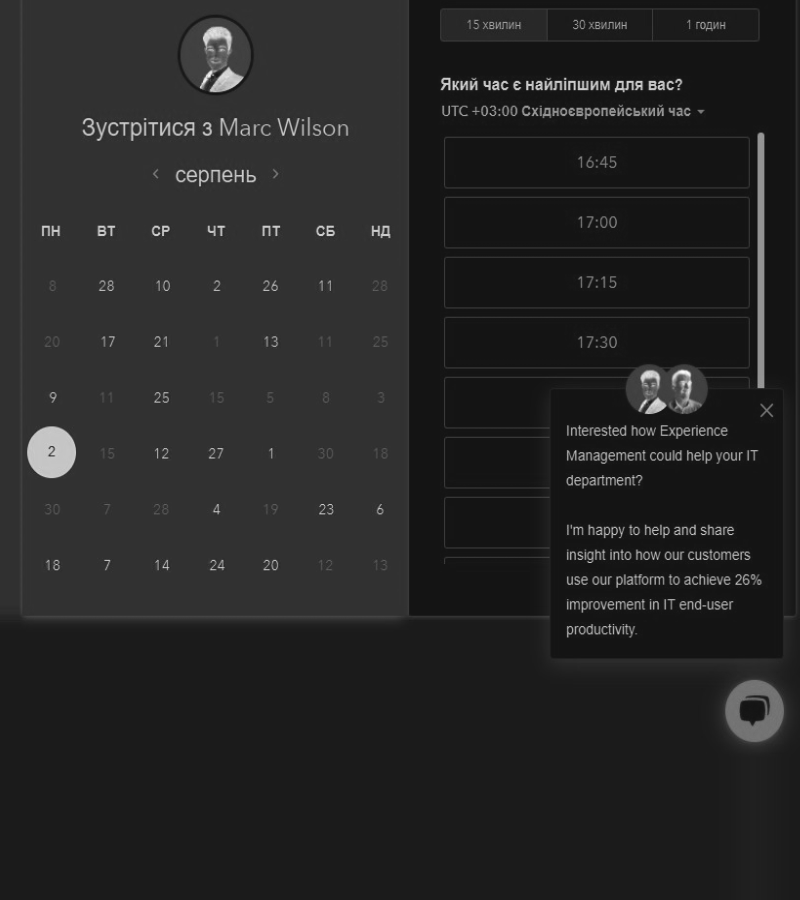 Зустрітися з Marc Wilson
‹ серпень ›
ПН ВТ СР ЧТ ПТ СБ НД
8 28 10 2 26 11 28
20 17 21 1 13 11 25
9 11 25 15 5 8 3
2 15 12 27 1 30 18
30 7 28 4 19 23 6
18 7 14 24 20 12 13
15 хвилин 30 хвилин 1 годин
Який час є найліпшим для вас?
UTC +03:00 Східноєвропейський час
16:45
17:00
17:15
17:30
Interested how Experience
Management could help your IT
department?
I'm happy to help and share
insight into how our customers
use our platform to achieve 26%
improvement in IT end-user
productivity.